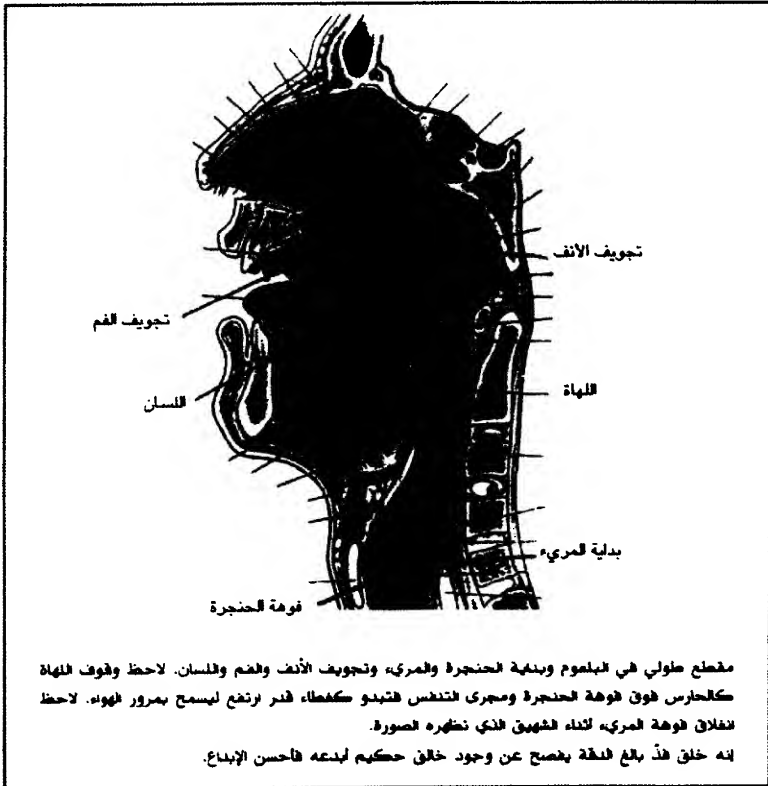 تجويف الأنف
تجويف الفم
اللهاة
اللسان
بداية المريء
فوهة الحنجرة
مقطع طولي في البلعوم وبداية الحنجرة والمريء وتجويف الأنف والفم واللسان. لاحظ وقوف اللهاة
كالحارس فوق فوهة الحنجرة ومجرى التنفس فتبدو كغطاء قدر ارتفع ليسمح بمرور الهواء. لاحظ
انغلاق فوهة المريء أثناء الشهيق الذي تظهره الصورة.
إنه خلق فذّ بالغ الدقة يفصح عن وجود خالق حكيم أبدعه فأحسن الإبداع.